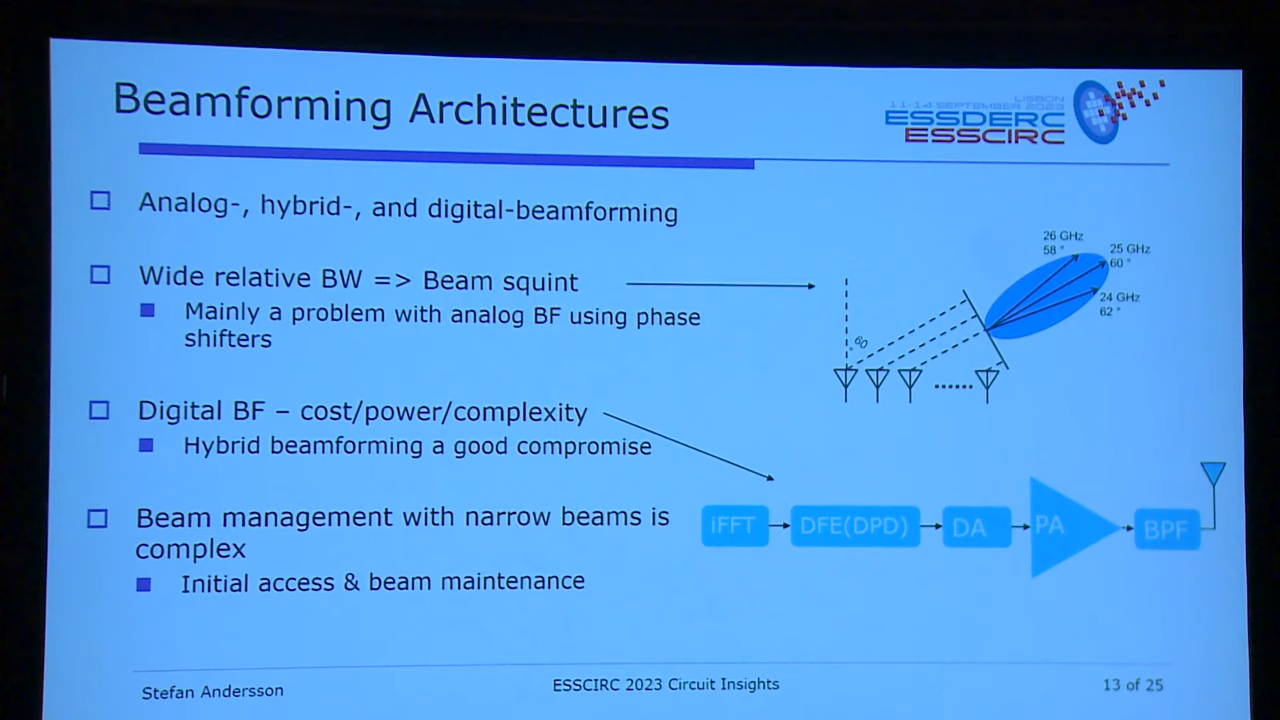 Beamforming Architectures
LISBON
11-14 SEPTEMBER 2023
ESSDERC
ESSCIRC
Analog-, hybrid-, and digital-beamforming
Wide relative BW => Beam squint
Mainly a problem with analog BF using phase
shifters
26 GHz
58 °
25 GHz
60 °
24 GHz
62 °
60
Digital BF – cost/power/complexity
Hybrid beamforming a good compromise
iFFT
DFE(DPD)
DA
PA
BPF
Beam management with narrow beams is
complex
Initial access & beam maintenance
Stefan Andersson
ESSCIRC 2023 Circuit Insights
13 of 25